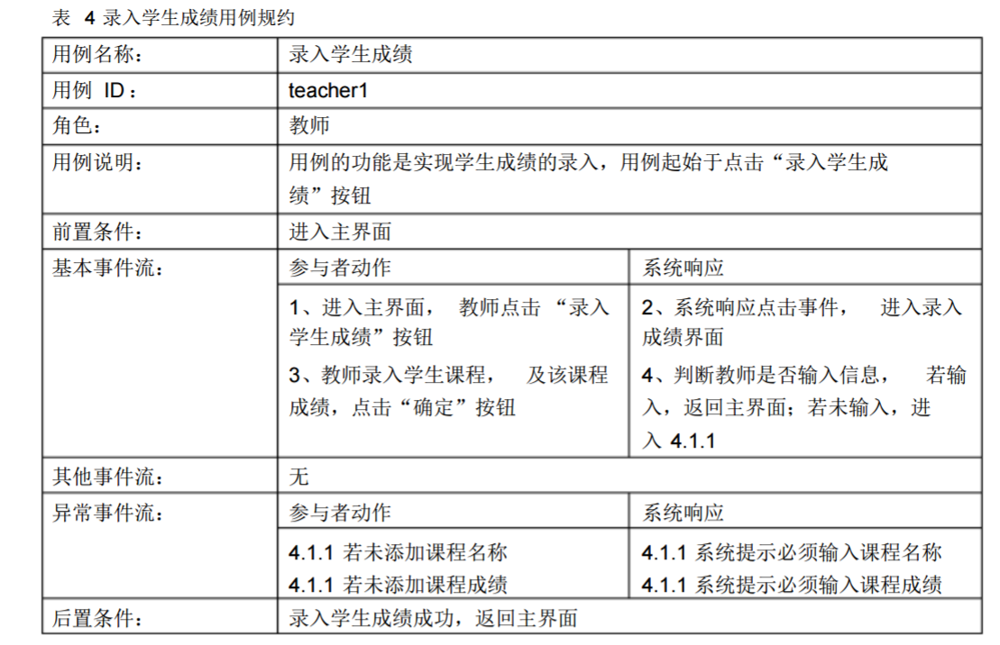 表 4 录入学生成绩用例规约
用例名称：
录入学生成绩
用例 ID：
teacher1
角色：
教师
用例说明：
用例的功能是实现学生成绩的录入，用例起始于点击“录入学生成
绩”按钮
前置条件：
进入主界面
基本事件流：
参与者动作
系统响应
1、进入主界面， 教师点击 “录入
学生成绩”按钮
3、教师录入学生课程， 及该课程
成绩，点击“确定”按钮
2、系统响应点击事件， 进入录入
成绩界面
4、判断教师是否输入信息， 若输
入，返回主界面；若未输入，进
入 4.1.1
其他事件流：
无
异常事件流：
参与者动作
系统响应
4.1.1 若未添加课程名称
4.1.1 若未添加课程成绩
4.1.1 系统提示必须输入课程名称
4.1.1 系统提示必须输入课程成绩
后置条件：
录入学生成绩成功，返回主界面